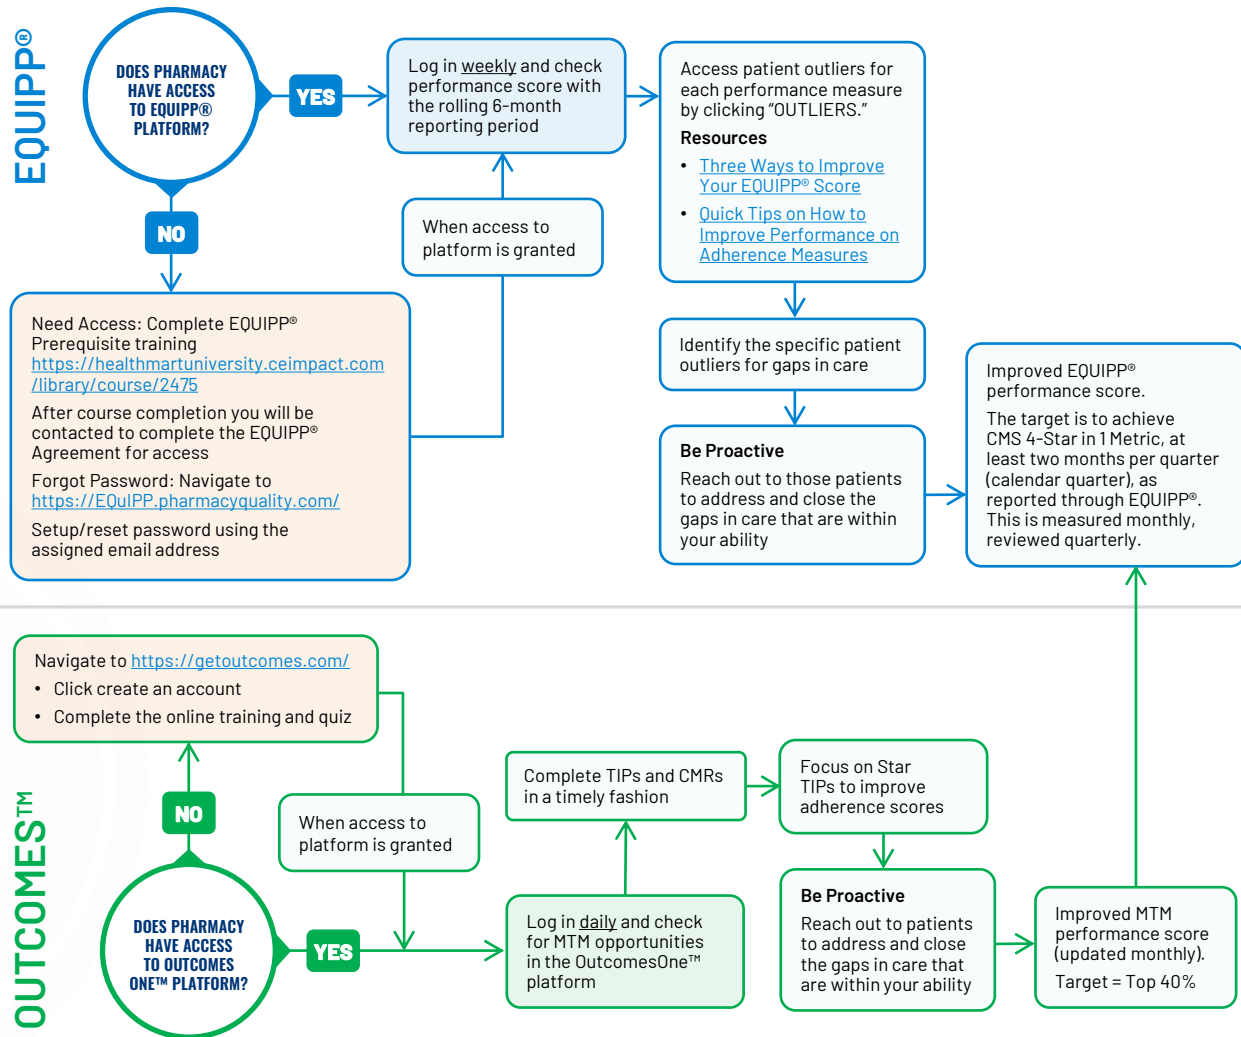 EQUIPP®
DOES PHARMACY
HAVE ACCESS
TO EQUIPP®
PLATFORM?
YES
NO
Log in weekly and check
performance score with
the rolling 6-month
reporting period
Access patient outliers for
each performance measure
by clicking “OUTLIERS.”
Resources
• Three Ways to Improve
Your EQUIPP® Score
• Quick Tips on How to
Improve Performance on
Adherence Measures
When access to
platform is granted
Need Access: Complete EQUIPP®
Prerequisite training
https://healthmartuniversity.ceimpact.com
/library/course/2475
After course completion you will be
contacted to complete the EQUIPP®
Agreement for access
Forgot Password: Navigate to
https://EQuIPP.pharmacyquality.com/
Setup/reset password using the
assigned email address
Identify the specific patient
outliers for gaps in care
Be Proactive
Reach out to those patients
to address and close the
gaps in care that are within
your ability
Improved EQUIPP®
performance score.
The target is to achieve
CMS 4-Star in 1 Metric, at
least two months per quarter
(calendar quarter), as
reported through EQUIPP®.
This is measured monthly,
reviewed quarterly.
OUTCOMES™
Navigate to https://getoutcomes.com/
• Click create an account
• Complete the online training and quiz
NO
DOES PHARMACY
HAVE ACCESS
TO OUTCOMES
ONE™ PLATFORM?
YES
When access to
platform is granted
Log in daily and check
for MTM opportunities
in the OutcomesOne™
platform
Complete TIPs and CMRs
in a timely fashion
Focus on Star
TIPs to improve
adherence scores
Be Proactive
Reach out to patients
to address and close
the gaps in care that
are within your ability
Improved MTM
performance score
(updated monthly).
Target = Top 40%